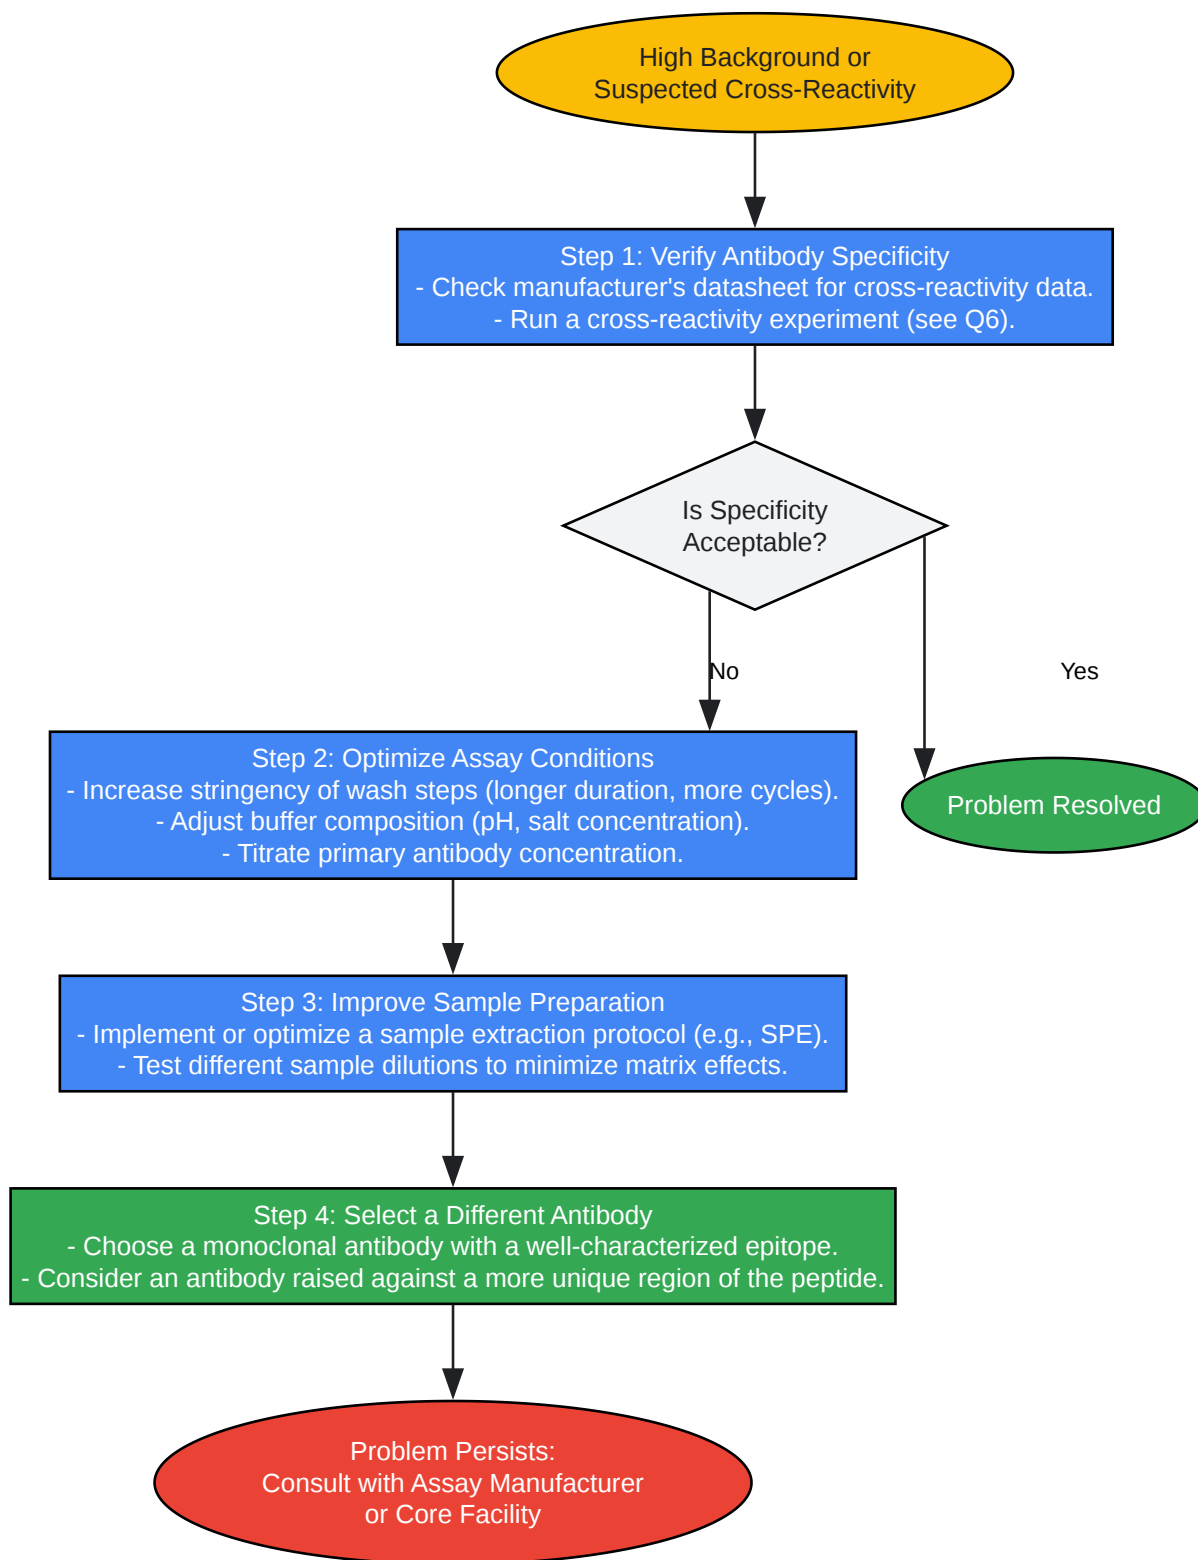 High Background or
Suspected Cross-Reactivity
Step 1: Verify Antibody Specificity
- Check manufacturer's datasheet for cross-reactivity data.
- Run a cross-reactivity experiment (see Q6).
Is Specificity
Acceptable?
No
Yes
Step 2: Optimize Assay Conditions
- Increase stringency of wash steps (longer duration, more cycles).
- Adjust buffer composition (pH, salt concentration).
- Titrate primary antibody concentration.
Problem Resolved
Step 3: Improve Sample Preparation
- Implement or optimize a sample extraction protocol (e.g., SPE).
- Test different sample dilutions to minimize matrix effects.
Step 4: Select a Different Antibody
- Choose a monoclonal antibody with a well-characterized epitope.
- Consider an antibody raised against a more unique region of the peptide.
Problem Persists:
Consult with Assay Manufacturer
or Core Facility